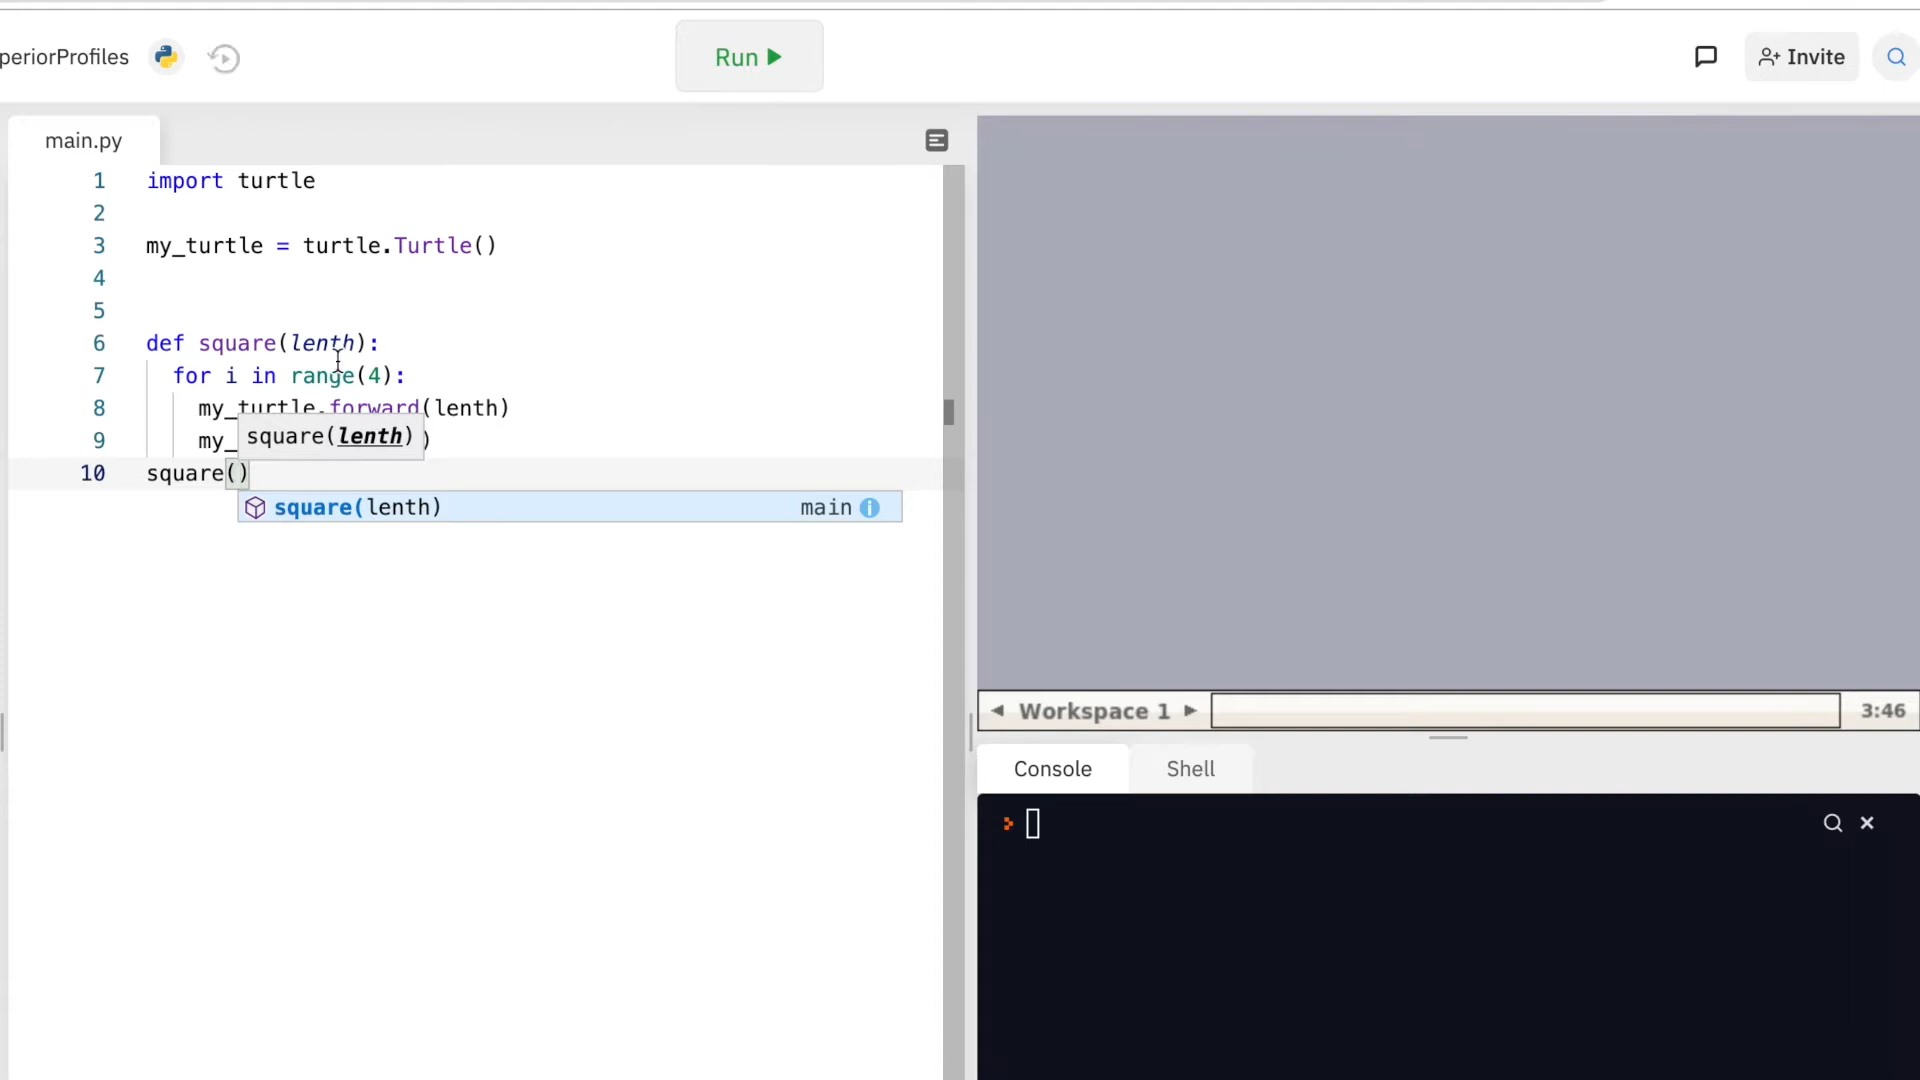 periorProfiles
Run
Invite
main.py
1 import turtle
2
3 my_turtle = turtle.Turtle()
4
5
6 def square(lenth):
7 for i in range(4):
8 my_turtle.forward(lenth)
square(lenth)
9 my_ )
10 square()
square(lenth) main
Workspace 1
3:46
Console
Shell